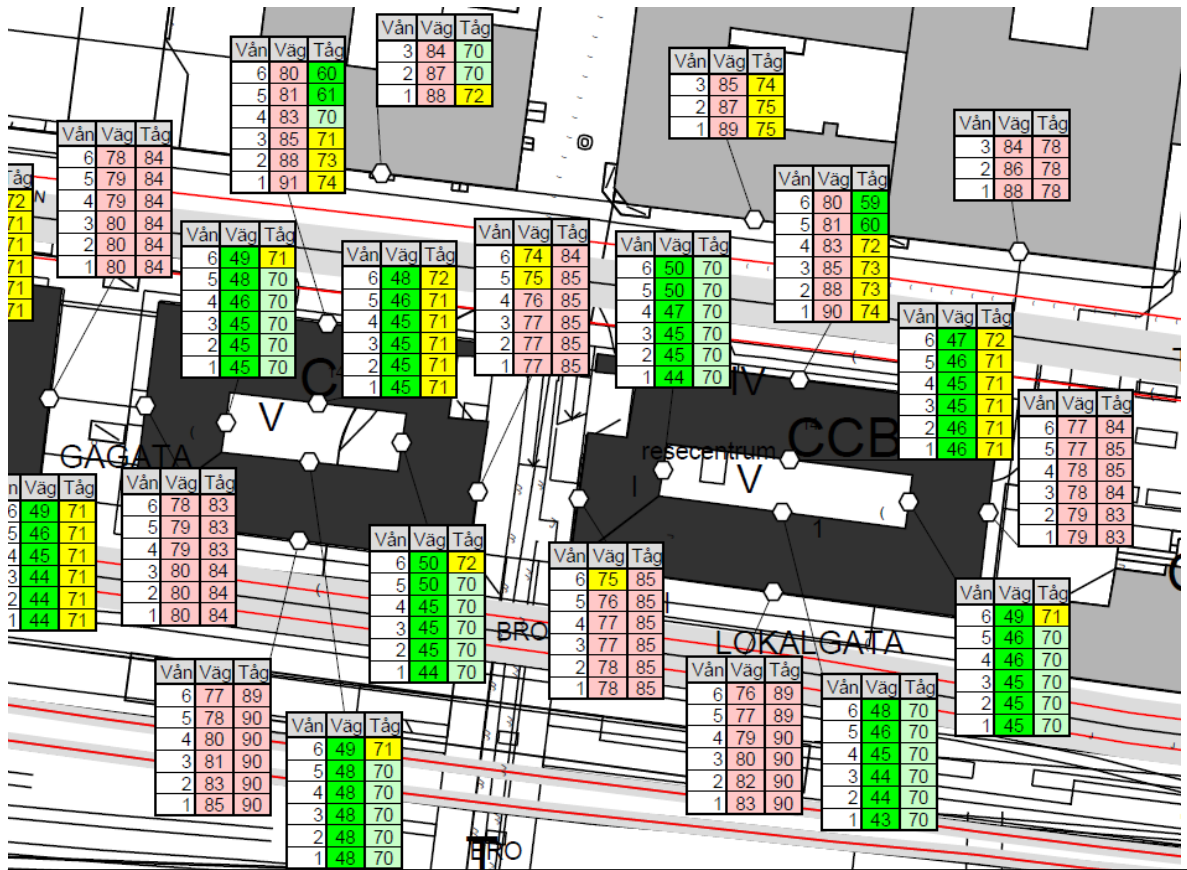 Vån Väg Tåg
3 84 70
2 87 70
1 88 72
Vån Väg Tåg
6 80 60
5 81 61
4 83 70
3 85 71
2 88 73
1 91 74
Vån Väg Tåg
3 85 74
2 87 75
1 89 75
Vån Väg Tåg
3 84 78
2 86 78
1 88 78
Vån Väg Tåg
6 78 84
5 79 84
4 79 84
3 80 84
2 80 84
1 80 84
Tåg
72
71
71
71
71
71
N
Vån Väg Tåg
6 80 59
5 81 60
4 83 72
3 85 73
2 88 73
1 90 74
Vån Väg Tåg
6 49 71
5 48 70
4 46 70
3 45 70
2 45 70
1 45 70
Vån Väg Tåg
6 48 72
5 46 71
4 45 71
3 45 71
2 45 71
1 45 71
Vån Väg Tåg
6 74 84
5 75 85
4 76 85
3 77 85
2 77 85
1 77 85
Vån Väg Tåg
6 50 70
5 50 70
4 47 70
3 45 70
2 45 70
1 44 70
Vån Väg Tåg
6 47 72
5 46 71
4 45 71
3 45 71
2 46 71
1 46 71
C
V
IV
CCB
resecentrum
V
I
1
GÅGATA
Vån Väg Tåg
6 77 84
5 77 85
4 78 85
3 78 84
2 79 83
1 79 83
n Väg Tåg
6 49 71
5 46 71
4 45 71
3 44 71
2 44 71
1 44 71
Vån Väg Tåg
6 78 83
5 79 83
4 79 83
3 80 84
2 80 84
1 80 84
Vån Väg Tåg
6 50 72
5 50 70
4 45 70
3 45 70
2 45 70
1 44 70
Vån Väg Tåg
6 75 85
5 76 85
4 77 85
3 77 85
2 78 85
1 78 85
BRO
LOKALGATA
Vån Väg Tåg
6 49 71
5 46 70
4 46 70
3 45 70
2 45 70
1 45 70
Vån Väg Tåg
6 77 89
5 78 90
4 80 90
3 81 90
2 83 90
1 85 90
Vån Väg Tåg
6 76 89
5 77 89
4 79 90
3 80 90
2 82 90
1 83 90
Vån Väg Tåg
6 48 70
5 46 70
4 45 70
3 44 70
2 44 70
1 43 70
Vån Väg Tåg
6 49 71
5 48 70
4 48 70
3 48 70
2 48 70
1 48 70
BRO